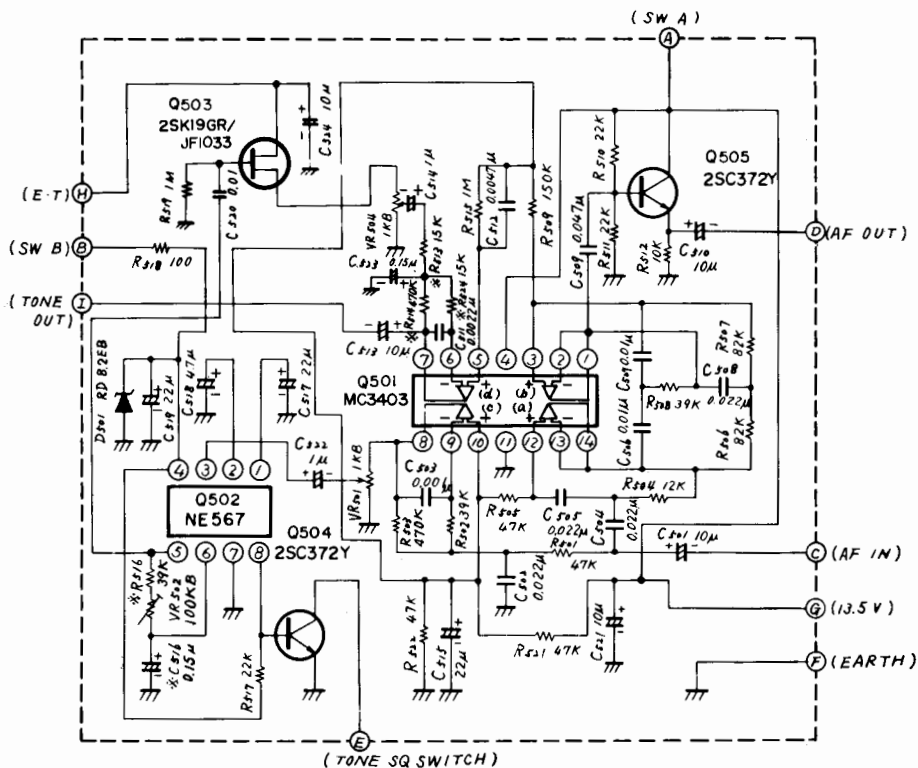 (SW A)
A
Q503
2SK19GR/
JF1033
C524 10μ
R519 1M
C520 0.01
(E·T)
H
(SW B)
B
R518 100
(TONE OUT)
I
VR504 1KB
C514 1μ
R513 15K
C523 0.15μ
※R514 670K
※R524 15K
C511 0.0022μ
C513 10μ
R515 1M
C512 0.0047μ
R509 150K
C509 0.047μ
R510 22K
R511 22K
Q505
2SC372Y
R512 10K
C510 10μ
D
(AF OUT)
7 6 5 4 3 2 1
Q501
MC3403
(d) (b)
(c) (a)
8 9 10 11 12 13 14
C509 0.01μ
R507 82K
C508 0.022μ
R508 39K
C506 0.01μ
R506 82K
R504 12K
D501 RD 8.2EB
C519 22μ
C518 4.7μ
C517 22μ
C522 1μ
VR501 1KB
4 3 2 1
Q502
NE567
5 6 7 8
Q504
2SC372Y
C503 0.001μ
R503 470K
R502 39K
R505 47K
C505 0.022μ
C504 0.022μ
R501 47K
C502 0.022μ
C501 10μ
C
(AF IN)
G
(13.5 V)
F
(EARTH)
※R516 39K
VR502 100KB
※C516 0.15μ
R517 22K
R522 47K
C515 22μ
R521 47K
C521 10μ
E
(TONE SQ SWITCH)